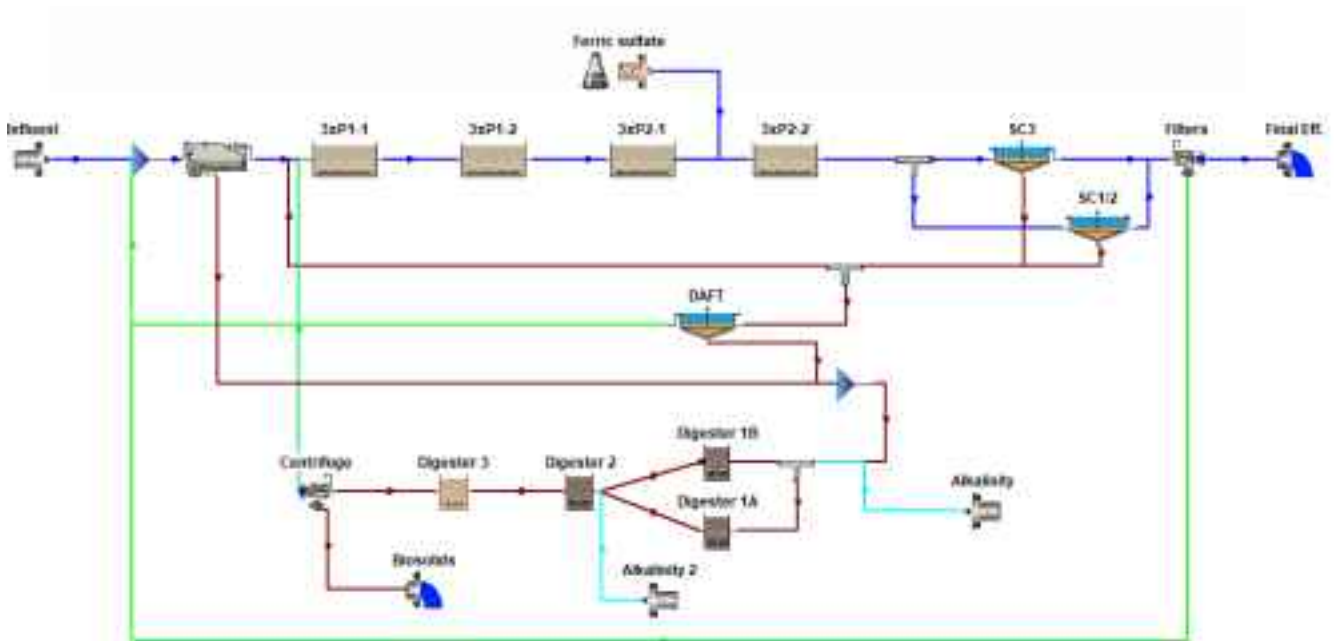 Ferric sulfate
Influent
3xP1-1
3xP1-2
3xP2-1
3xP2-2
SC3
Filters
Final Eff.
SC1/2
DAFT
Digester 1B
Centrifuge
Digester 3
Digester 2
Alkalinity
Digester 1A
Biosolids
Alkalinity 2